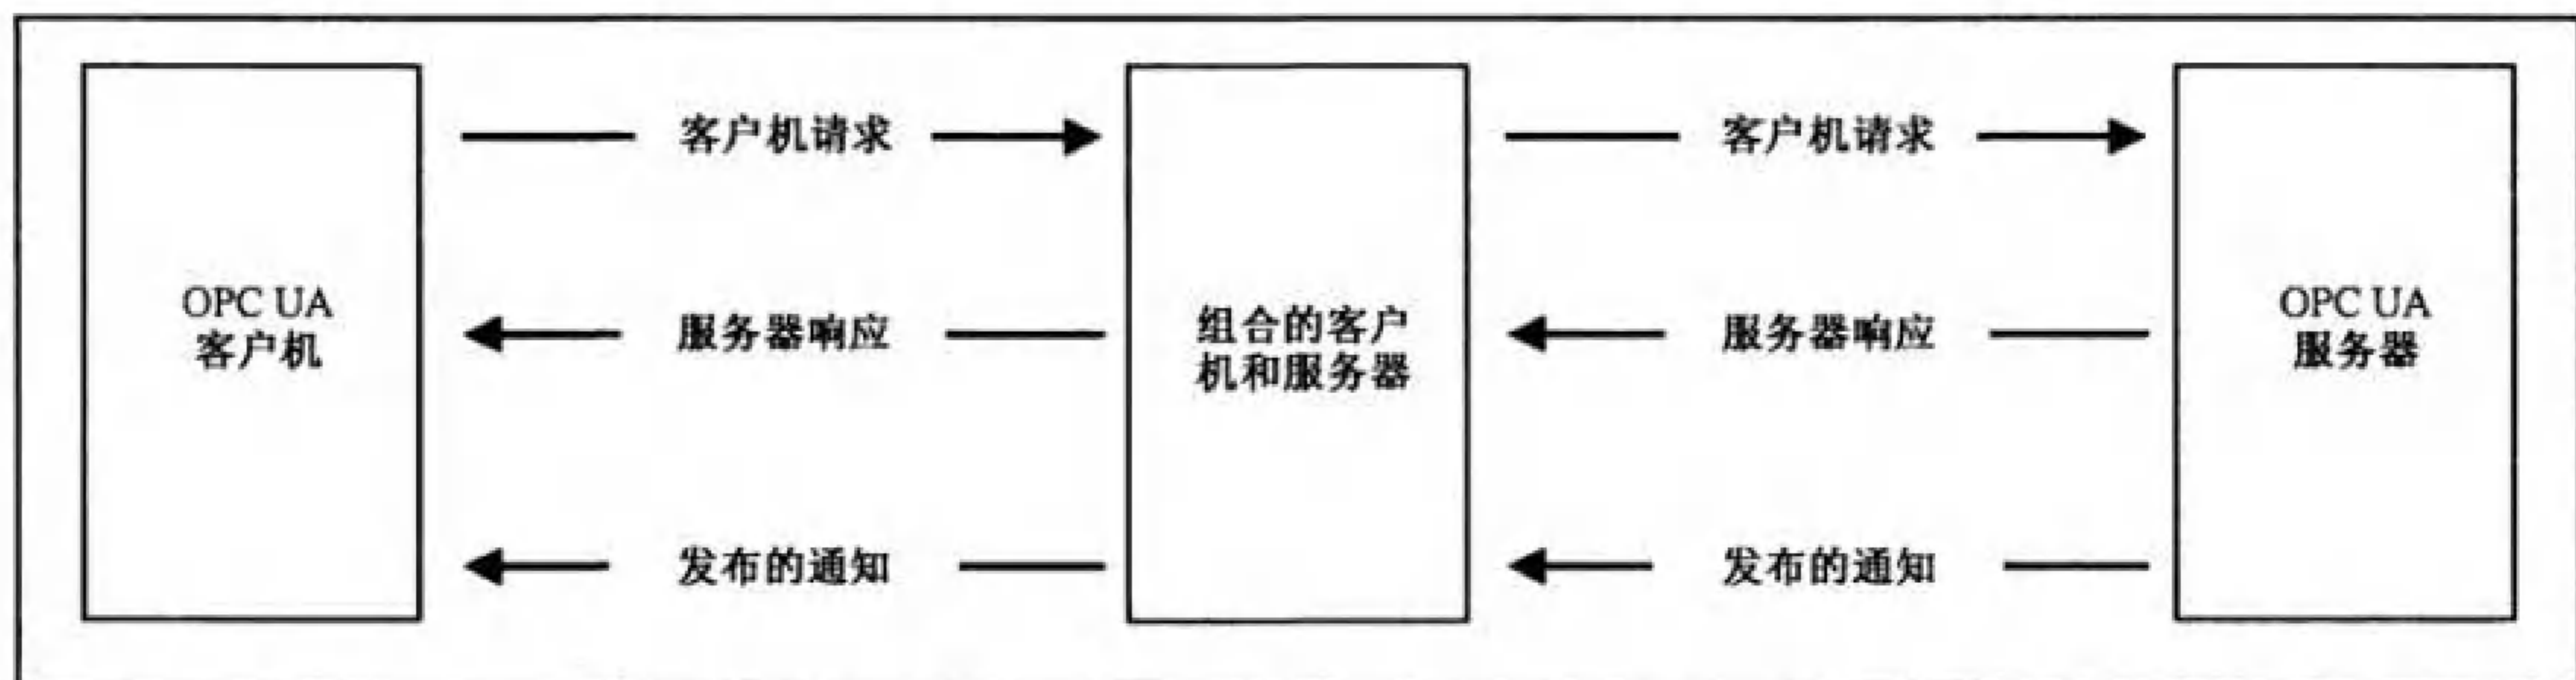 客户机请求
客户机请求
OPC UA
客户机
服务器响应
组合的客户
机和服务器
服务器响应
OPC UA
服务器
发布的通知
发布的通知